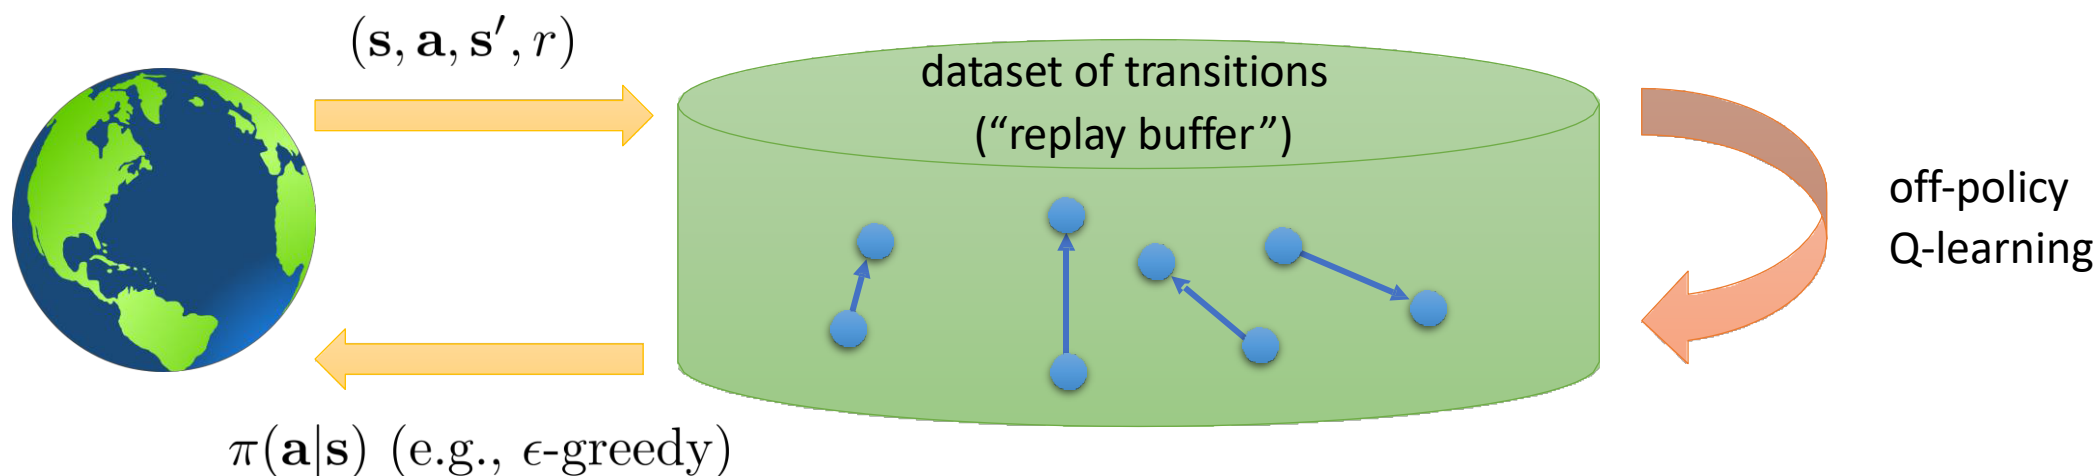 (s, a, s′, r)
dataset of transitions
(“replay buffer”)
off-policy
Q-learning
π(a|s) (e.g., ϵ-greedy)